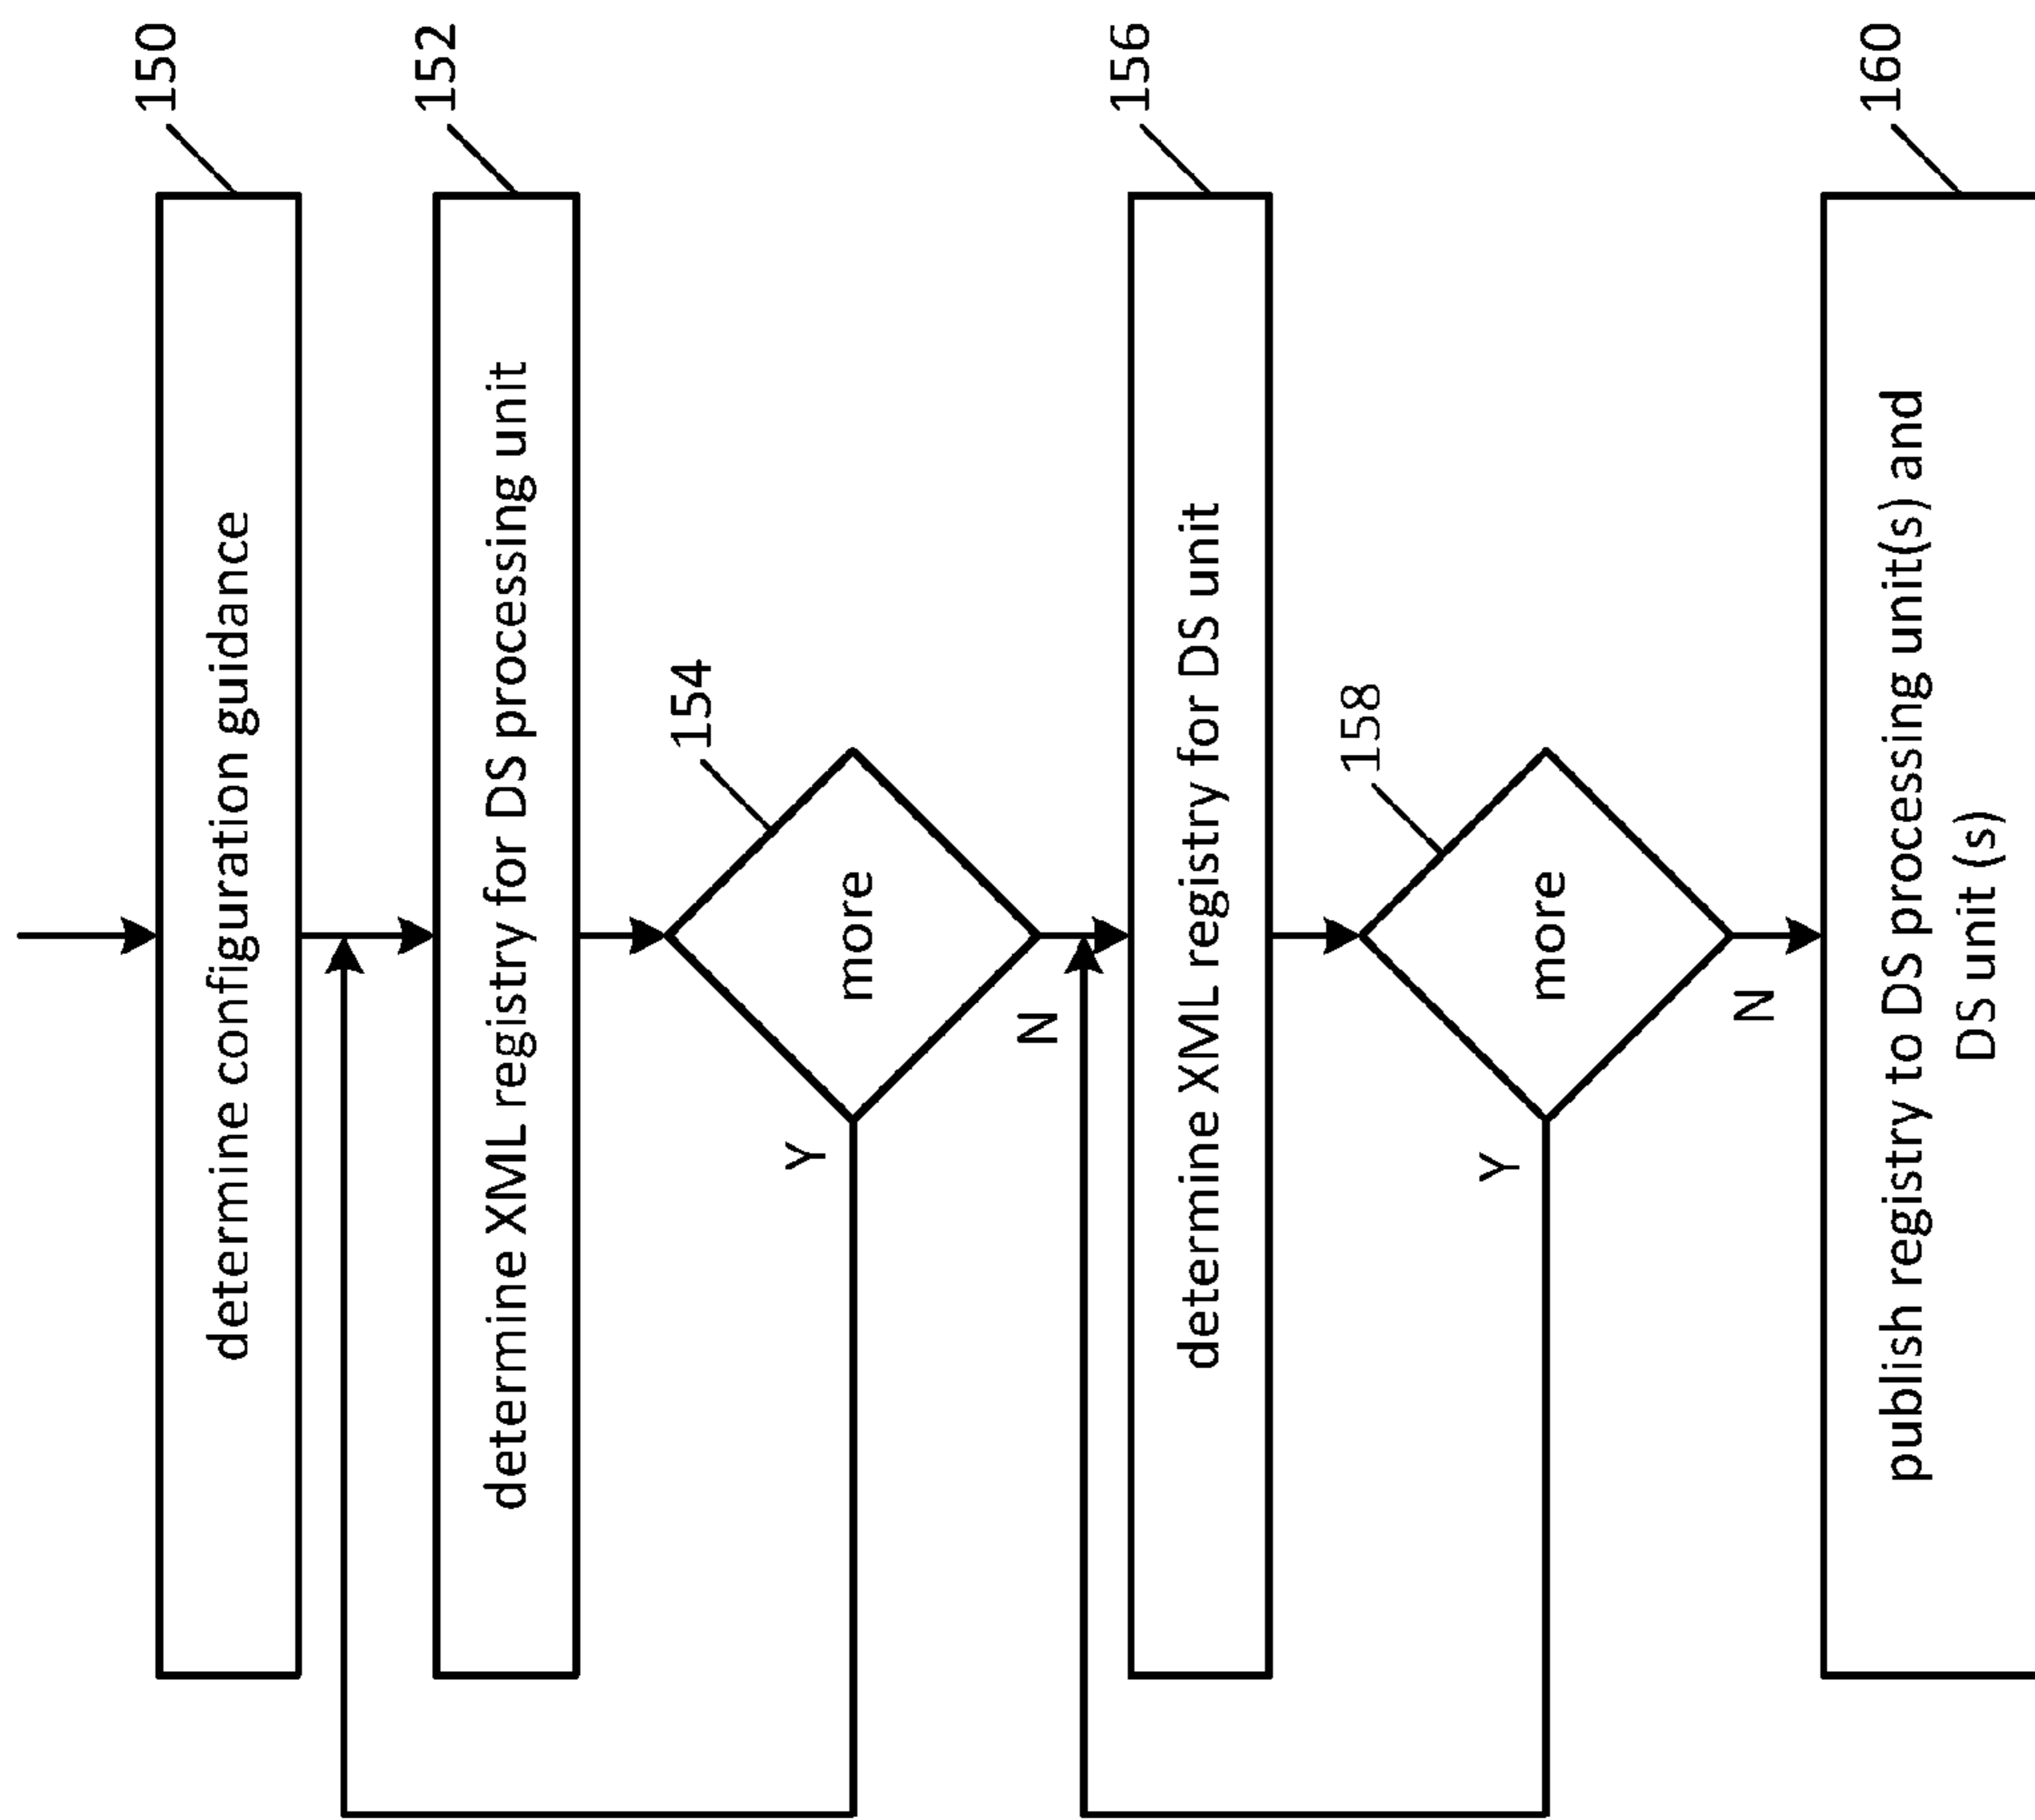 150
determine configuration guidance
152
determine XML registry for DS processing unit
154
more
Y
N
156
determine XML registry for DS unit
158
more
Y
N
160
publish registry to DS processing unit(s) and
DS unit (s)